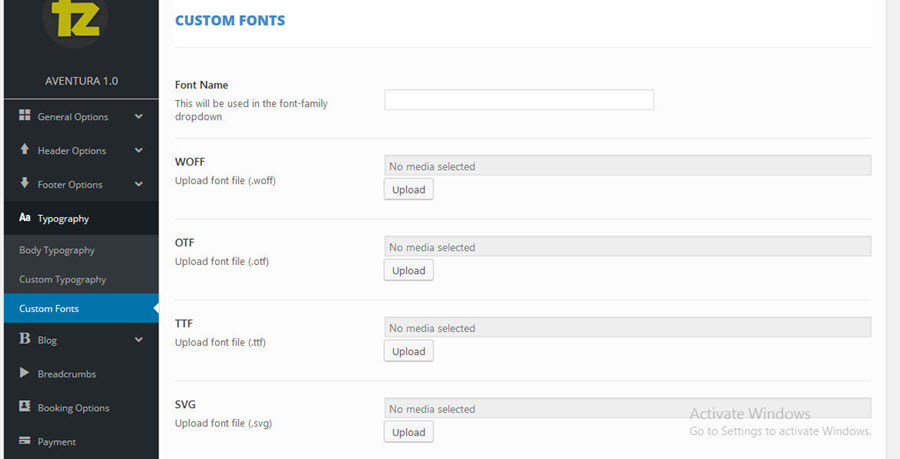 tz
AVENTURA 1.0
General Options
Header Options
Footer Options
Aa Typography
Body Typography
Custom Typography
Custom Fonts
B Blog
Breadcrumbs
Booking Options
Payment
CUSTOM FONTS
Font Name
This will be used in the font-family
dropdown
WOFF
Upload font file (.woff)
No media selected
Upload
OTF
Upload font file (.otf)
No media selected
Upload
TTF
Upload font file (.ttf)
No media selected
Upload
SVG
Upload font file (.svg)
No media selected
Upload
Activate Windows
Go to Settings to activate Windows.